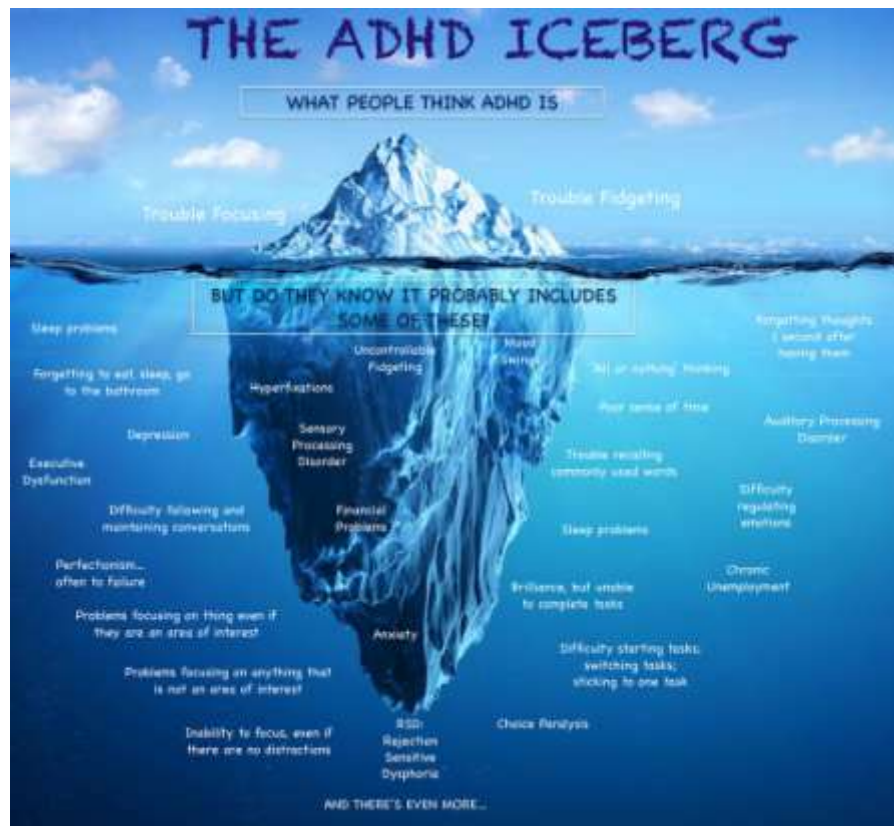 THE ADHD ICEBERG
WHAT PEOPLE THINK ADHD IS
Trouble Focusing
Trouble Fidgeting
BUT DO THEY KNOW IT PROBABLY INCLUDES
SOME OF THESE?
Sleep problems
Forgetting to eat, sleep, go
to the bathroom
Depression
Executive
Dysfunction
Difficulty following and
maintaining conversations
Perfectionism...
often to failure
Problems focusing on thing even if
they are an area of interest
Problems focusing on anything that
is not an area of interest
Inability to focus, even if
there are no distractions
Uncontrollable
Fidgeting
Hyperfixations
Sensory
Processing
Disorder
Financial
Problems
Anxiety
RSD:
Rejection
Sensitive
Dysphoria
Mood
Swings
"All or nothing" thinking
Poor sense of time
Trouble recalling
commonly used words
Sleep problems
Brilliance, but unable
to complete tasks
Difficulty starting tasks,
switching tasks;
sticking to one task
Choice Paralysis
Forgetting thoughts
1 second after
having them
Auditory Processing
Disorder
Difficulty
regulating
emotions
Chronic
Unemployment
AND THERE'S EVEN MORE...